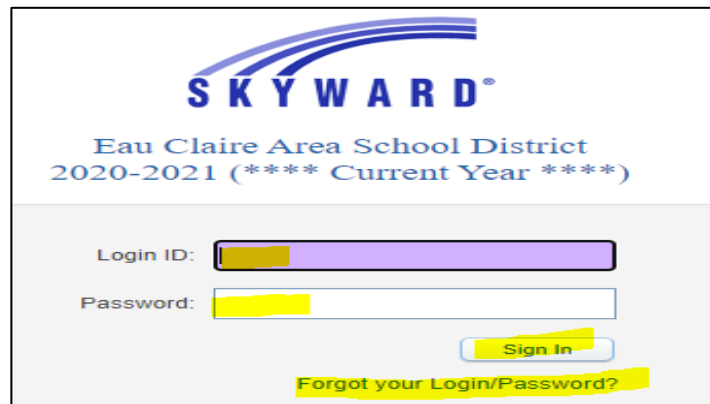 SKYWARD®
Eau Claire Area School District
2020-2021 (**** Current Year ****)
Login ID:
Password:
Sign In
Forgot your Login/Password?